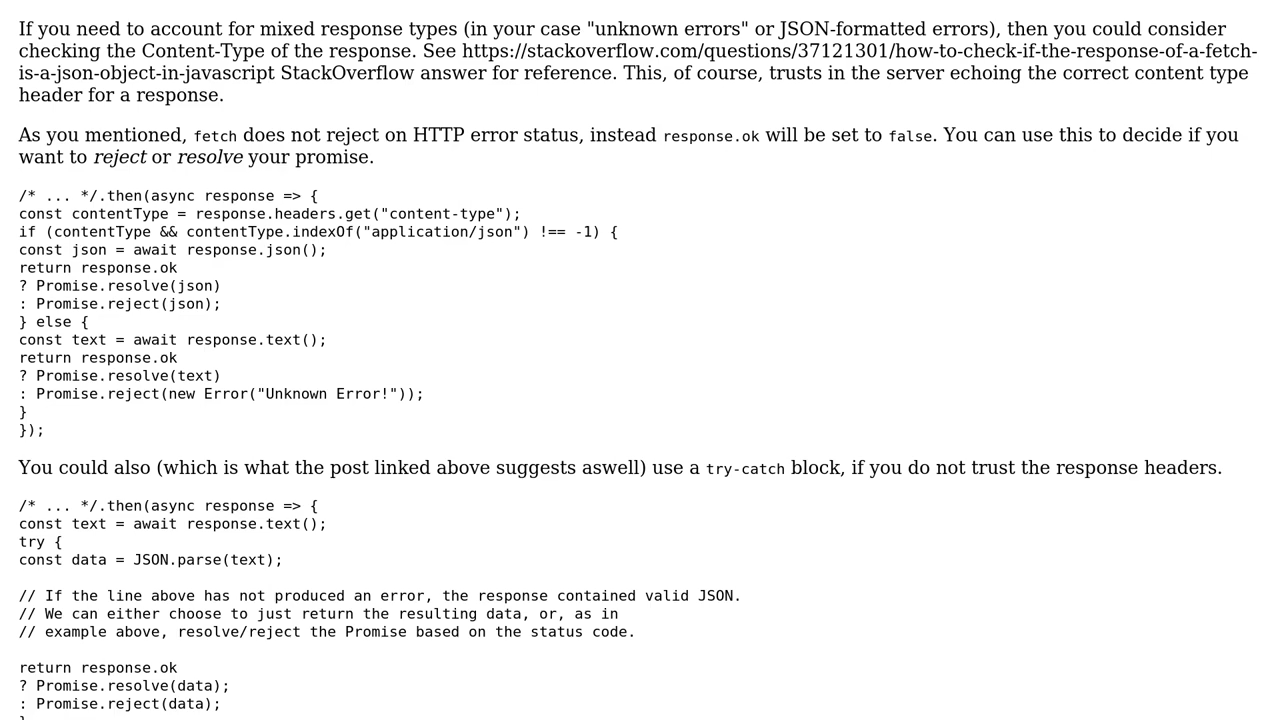 If you need to account for mixed response types (in your case "unknown errors" or JSON-formatted errors), then you could consider
checking the Content-Type of the response. See https://stackoverflow.com/questions/37121301/how-to-check-if-the-response-of-a-fetch-
is-a-json-object-in-javascript StackOverflow answer for reference. This, of course, trusts in the server echoing the correct content type
header for a response.
As you mentioned, fetch does not reject on HTTP error status, instead response.ok will be set to false. You can use this to decide if you
want to reject or resolve your promise.
/* ... */.then(async response => {
const contentType = response.headers.get("content-type");
if (contentType && contentType.indexOf("application/json") !== -1) {
const json = await response.json();
return response.ok
? Promise.resolve(json)
: Promise.reject(json);
} else {
const text = await response.text();
return response.ok
? Promise.resolve(text)
: Promise.reject(new Error("Unknown Error!"));
}
});
You could also (which is what the post linked above suggests aswell) use a try-catch block, if you do not trust the response headers.
/* ... */.then(async response => {
const text = await response.text();
try {
const data = JSON.parse(text);
// If the line above has not produced an error, the response contained valid JSON.
// We can either choose to just return the resulting data, or, as in
// example above, resolve/reject the Promise based on the status code.
return response.ok
? Promise.resolve(data);
: Promise.reject(data);
}